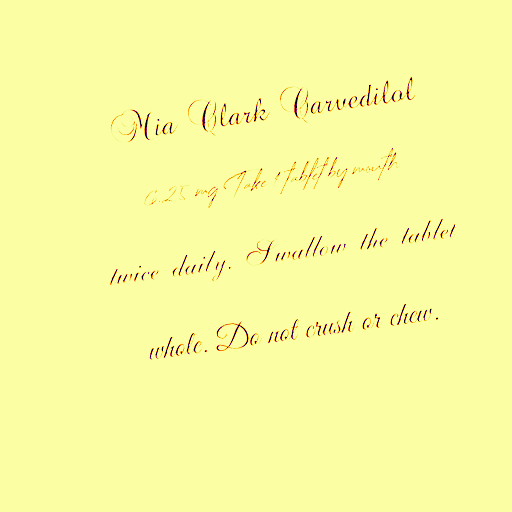 Mia Clark Carvedilol
6.25 mg Take 1 tablet by mouth
twice daily. Swallow the tablet
whole. Do not crush or chew.